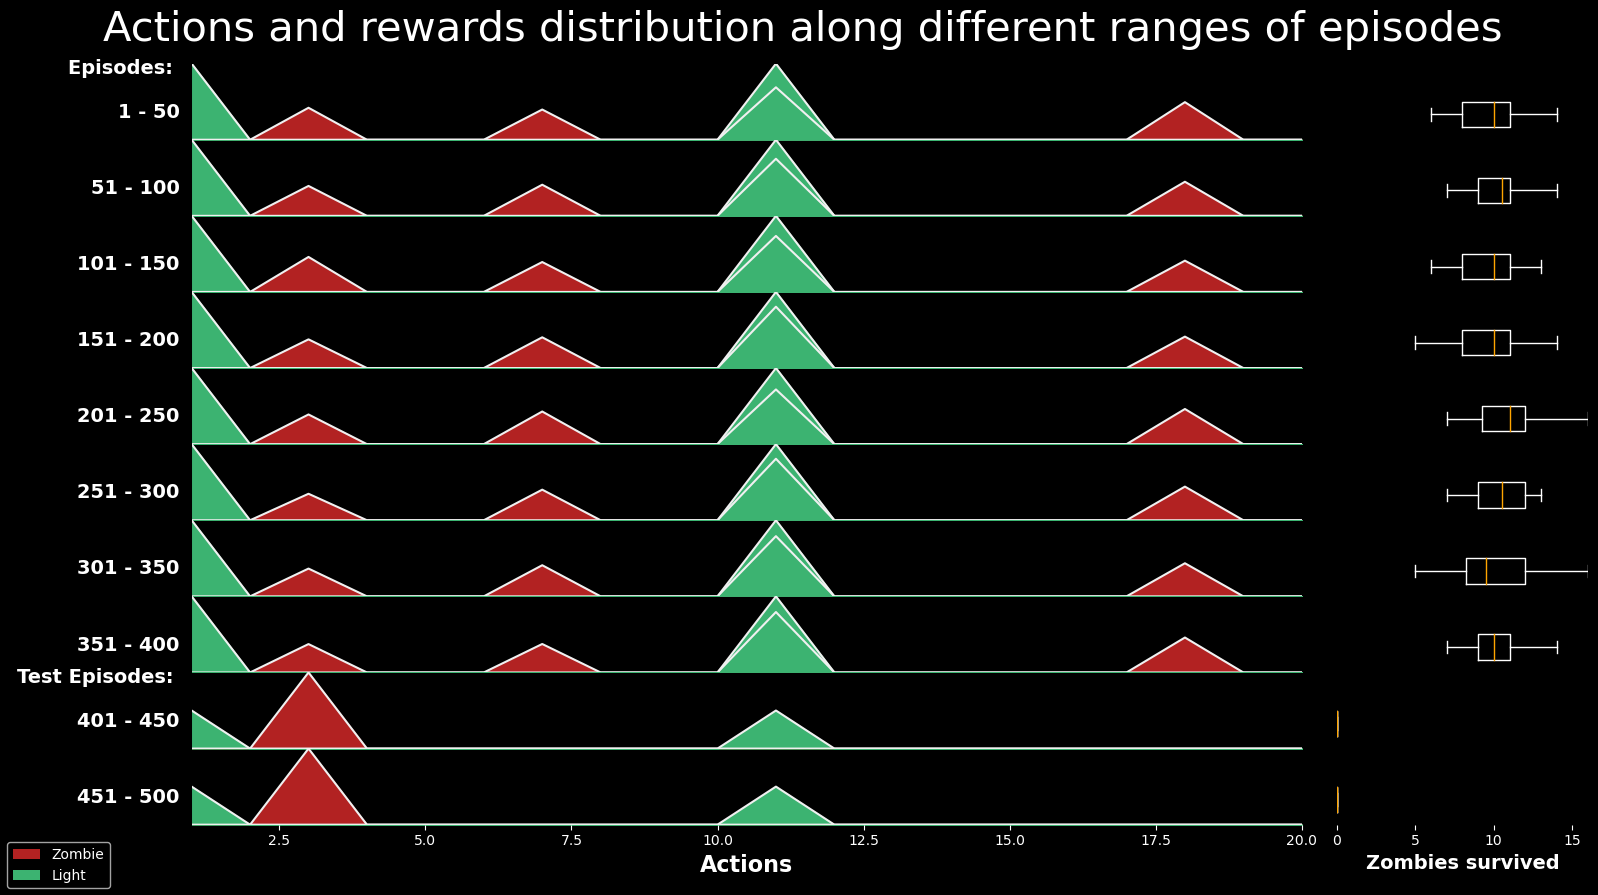 Actions and rewards distribution along different ranges of episodes
Episodes:
1 - 50
51 - 100
101 - 150
151 - 200
201 - 250
251 - 300
301 - 350
351 - 400
Test Episodes:
401 - 450
451 - 500
2.5 5.0 7.5 10.0 12.5 15.0 17.5 20.0 0 5 10 15
Actions
Zombies survived
Zombie
Light